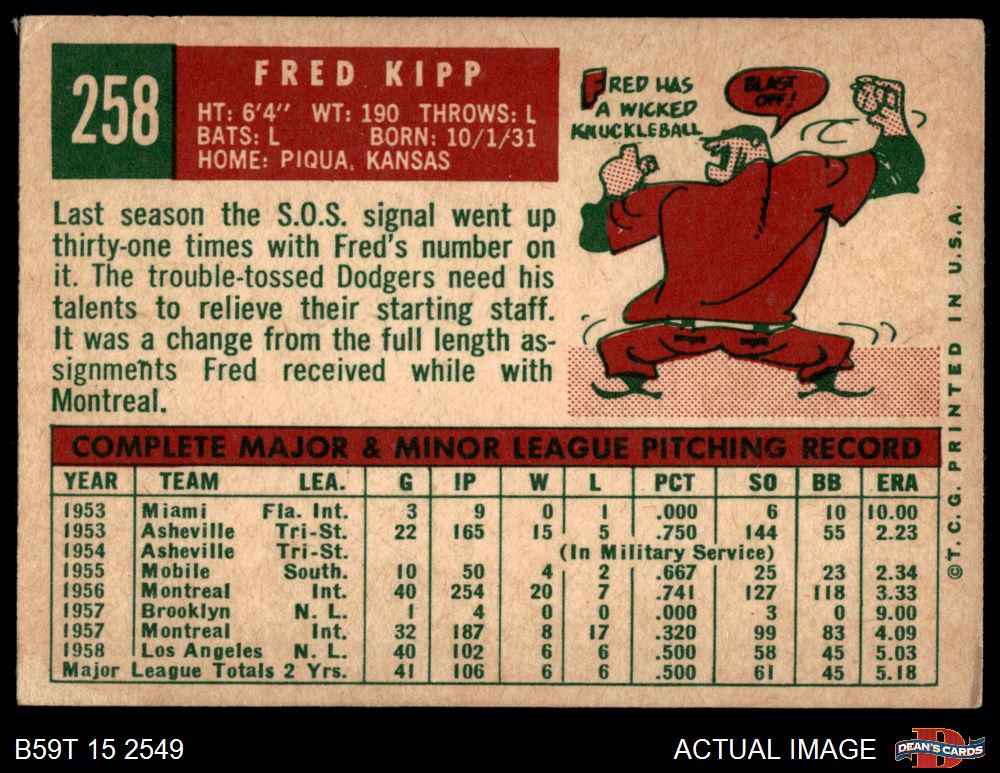 258
FRED KIPP
HT: 6'4" WT: 190 THROWS: L
BATS: L BORN: 10/1/31
HOME: PIQUA, KANSAS
FRED HAS
A WICKED
KNUCKLEBALL
BLAST
OFF!
Last season the S.O.S. signal went up
thirty-one times with Fred's number on
it. The trouble-tossed Dodgers need his
talents to relieve their starting staff.
It was a change from the full length as-
signments Fred received while with
Montreal.
©T.C.G. PRINTED IN U.S.A.
COMPLETE MAJOR & MINOR LEAGUE PITCHING RECORD
YEAR TEAM LEA. G IP W L PCT SO BB ERA
1953 Miami Fla. Int. 3 9 0 1 .000 6 10 10.00
1953 Asheville Tri-St. 22 165 15 5 .750 144 55 2.23
1954 Asheville Tri-St. (In Military Service)
1955 Mobile South. 10 50 4 2 .667 25 23 2.34
1956 Montreal Int. 40 254 20 7 .741 127 118 3.33
1957 Brooklyn N. L. 1 4 0 0 .000 3 0 9.00
1957 Montreal Int. 32 187 8 17 .320 99 83 4.09
1958 Los Angeles N. L. 40 102 6 6 .500 58 45 5.03
Major League Totals 2 Yrs. 41 106 6 6 .500 61 45 5.18
B59T 15 2549
ACTUAL IMAGE
DEAN'S CARDS